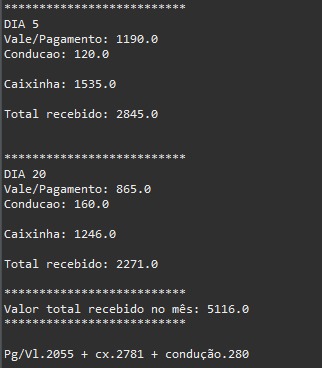 **************************
DIA 5
Vale/Pagamento: 1190.0
Conducao: 120.0
Caixinha: 1535.0
Total recebido: 2845.0
**************************
DIA 20
Vale/Pagamento: 865.0
Conducao: 160.0
Caixinha: 1246.0
Total recebido: 2271.0
**************************
Valor total recebido no mês: 5116.0
**************************
Pg/Vl.2055 + cx.2781 + condução.280